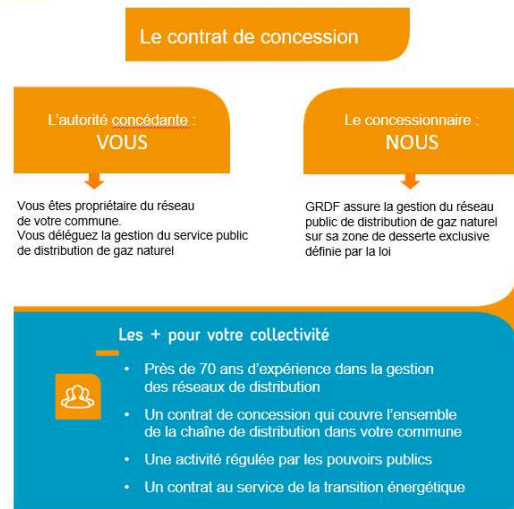 Le contrat de concession
L'autorité concédante :
VOUS
Le concessionnaire :
NOUS
Vous êtes propriétaire du réseau
de votre commune.
Vous déléguez la gestion du service public
de distribution de gaz naturel
GRDF assure la gestion du réseau
public de distribution de gaz naturel
sur sa zone de desserte exclusive
définie par la loi
Les + pour votre collectivité
• Près de 70 ans d'expérience dans la gestion
des réseaux de distribution
• Un contrat de concession qui couvre l'ensemble
de la chaîne de distribution dans votre commune
• Une activité régulée par les pouvoirs publics
• Un contrat au service de la transition énergétique